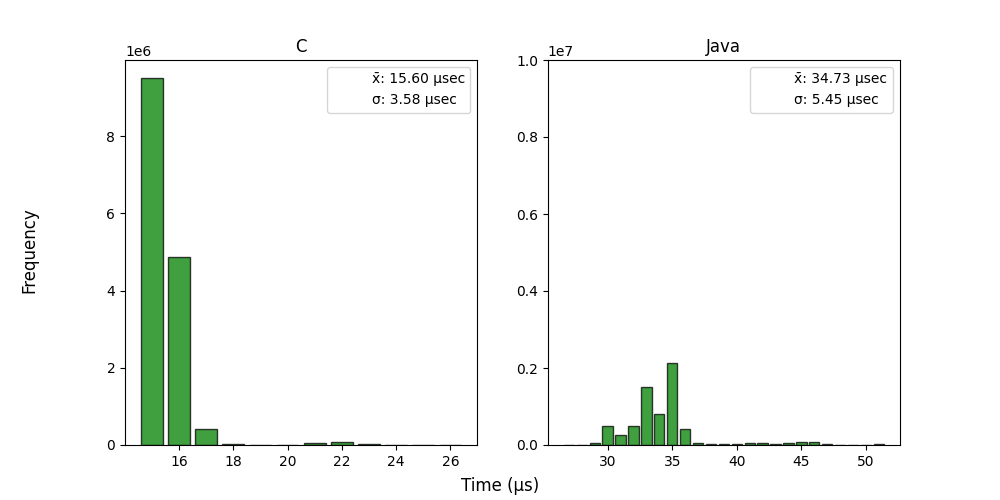 C
1e6
x̄: 15.60 μsec
σ: 3.58 μsec
8
6
4
2
0
16 18 20 22 24 26
Java
1e7
x̄: 34.73 μsec
σ: 5.45 μsec
1.0
0.8
0.6
0.4
0.2
0.0
30 35 40 45 50
Frequency
Time (μs)